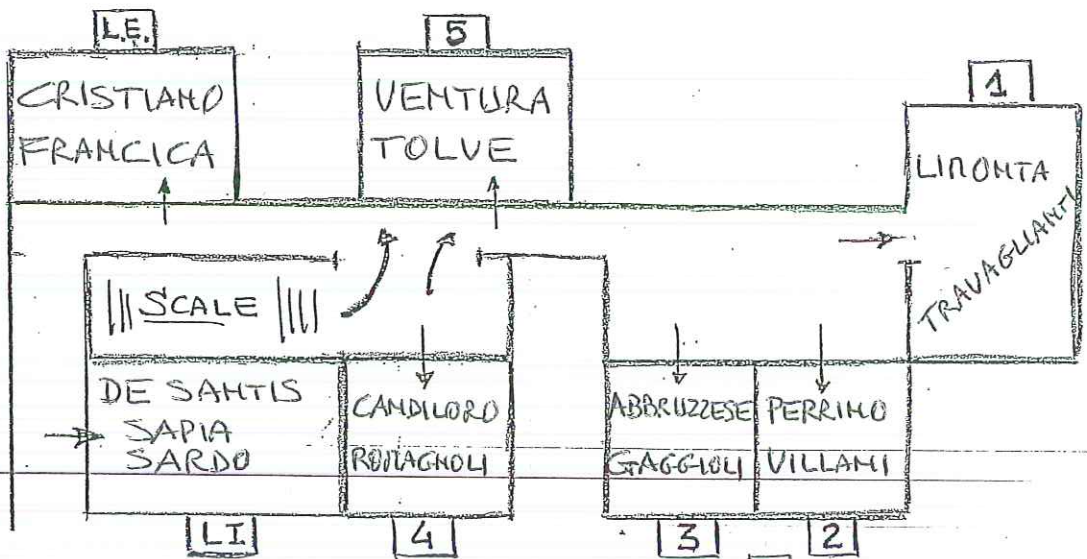 L.E.
CRISTIANO
FRANCICA
5
VENTURA
TOLVE
1
LIMONTA
TRAVAGLIANTI
SCALE
DE SANTIS
SAPIA
SARDO
LI
CANDILORO
ROMAGNOLI
4
ABBRUZZESE
GAGGIOLI
3
PERRINO
VILLANI
2